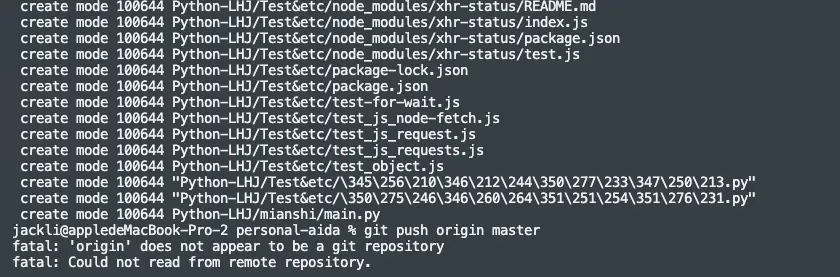 create mode 100644 Python-LHJ/Test&etc/node_modules/xhr-status/README.md
create mode 100644 Python-LHJ/Test&etc/node_modules/xhr-status/index.js
create mode 100644 Python-LHJ/Test&etc/node_modules/xhr-status/package.json
create mode 100644 Python-LHJ/Test&etc/node_modules/xhr-status/test.js
create mode 100644 Python-LHJ/Test&etc/package-lock.json
create mode 100644 Python-LHJ/Test&etc/package.json
create mode 100644 Python-LHJ/Test&etc/test-for-wait.js
create mode 100644 Python-LHJ/Test&etc/test_js_node-fetch.js
create mode 100644 Python-LHJ/Test&etc/test_js_request.js
create mode 100644 Python-LHJ/Test&etc/test_js_requests.js
create mode 100644 Python-LHJ/Test&etc/test_object.js
create mode 100644 "Python-LHJ/Test&etc/\345\256\210\346\212\244\350\277\233\347\250\213.py"
create mode 100644 "Python-LHJ/Test&etc/\350\275\246\346\260\264\351\251\254\351\276\231.py"
create mode 100644 Python-LHJ/mianshi/main.py
jackli@appledeMacBook-Pro-2 personal-aida % git push origin master
fatal: 'origin' does not appear to be a git repository
fatal: Could not read from remote repository.